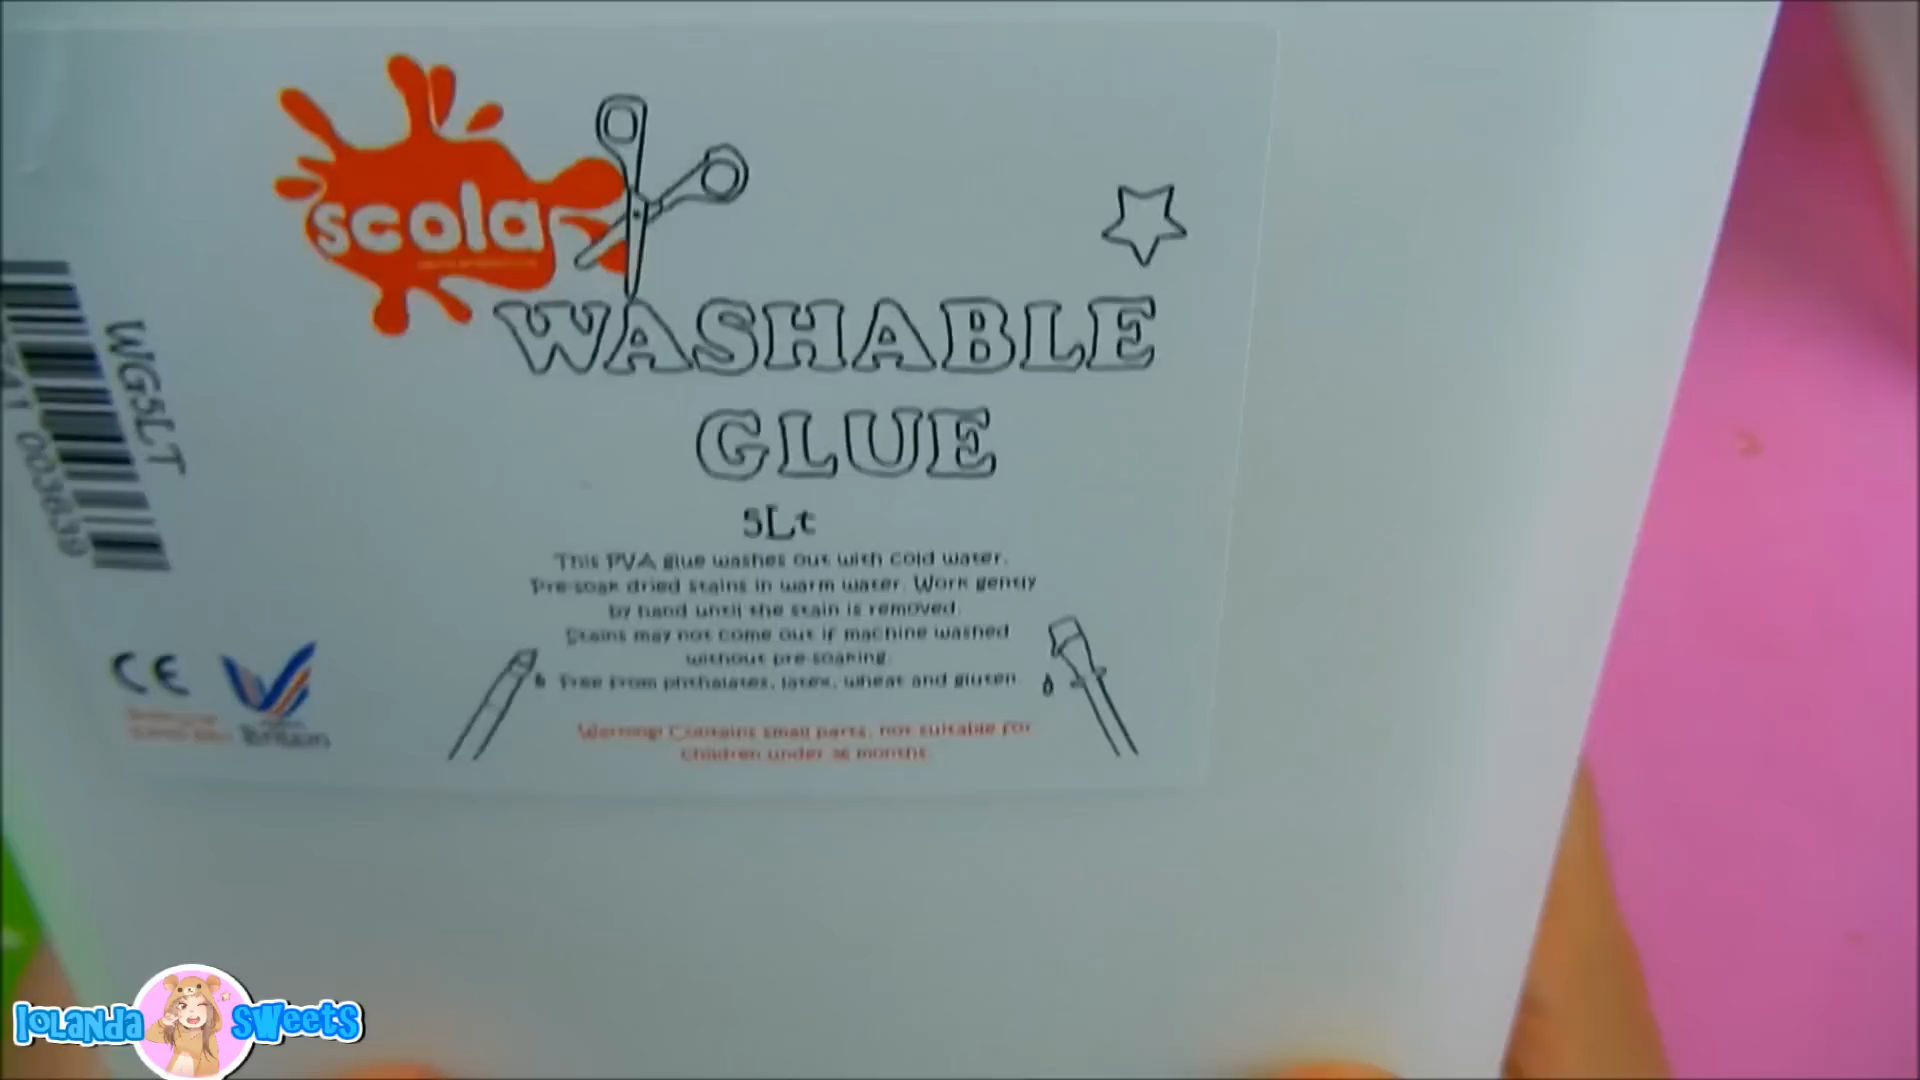 scola
WASHABLE
GLUE
5Lt
This PVA glue washes out with cold water.
Pre-soak dried stains in warm water. Work gently
by hand until the stain is removed.
Stains may not come out if machine washed
without pre-soaking.
Free from phthalates, latex, wheat and gluten.
Warning! Contains small parts, not suitable for
children under 36 months.
WG5LT
003639
CE
Britain
Iolanda Sweets